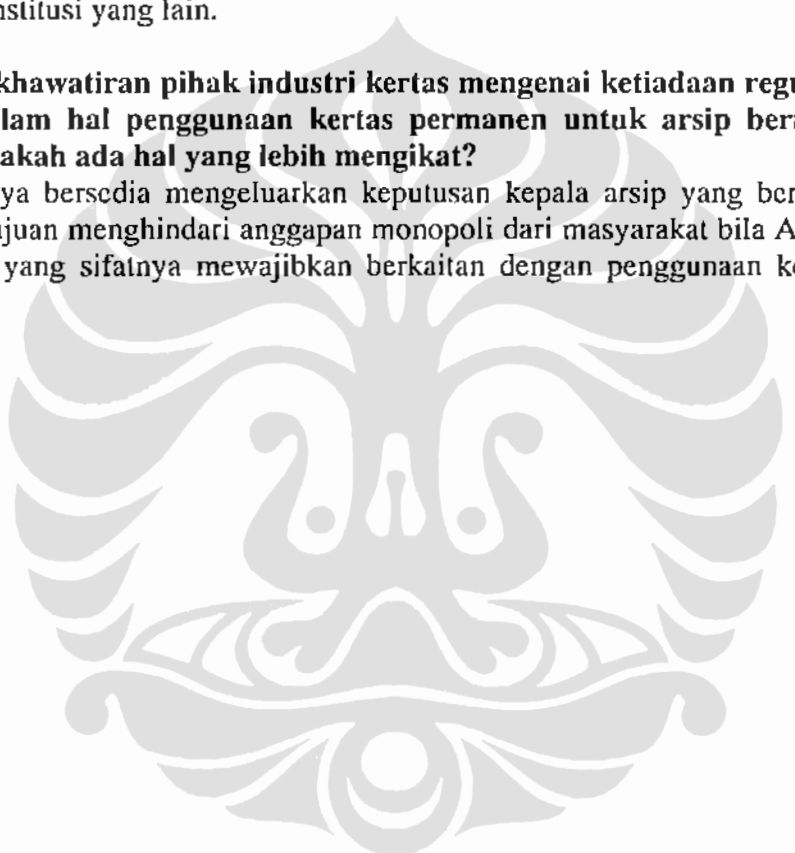 nstitusi yang lain.
khawatiran pihak industri kertas mengenai ketiadaan regu
lam hal penggunaan kertas permanen untuk arsip ber
akah ada hal yang lebih mengikat?
ya bersedia mengeluarkan keputusan kepala arsip yang ber
juan menghindari anggapan monopoli dari masyarakat bila A
yang sifatnya mewajibkan berkaitan dengan penggunaan k